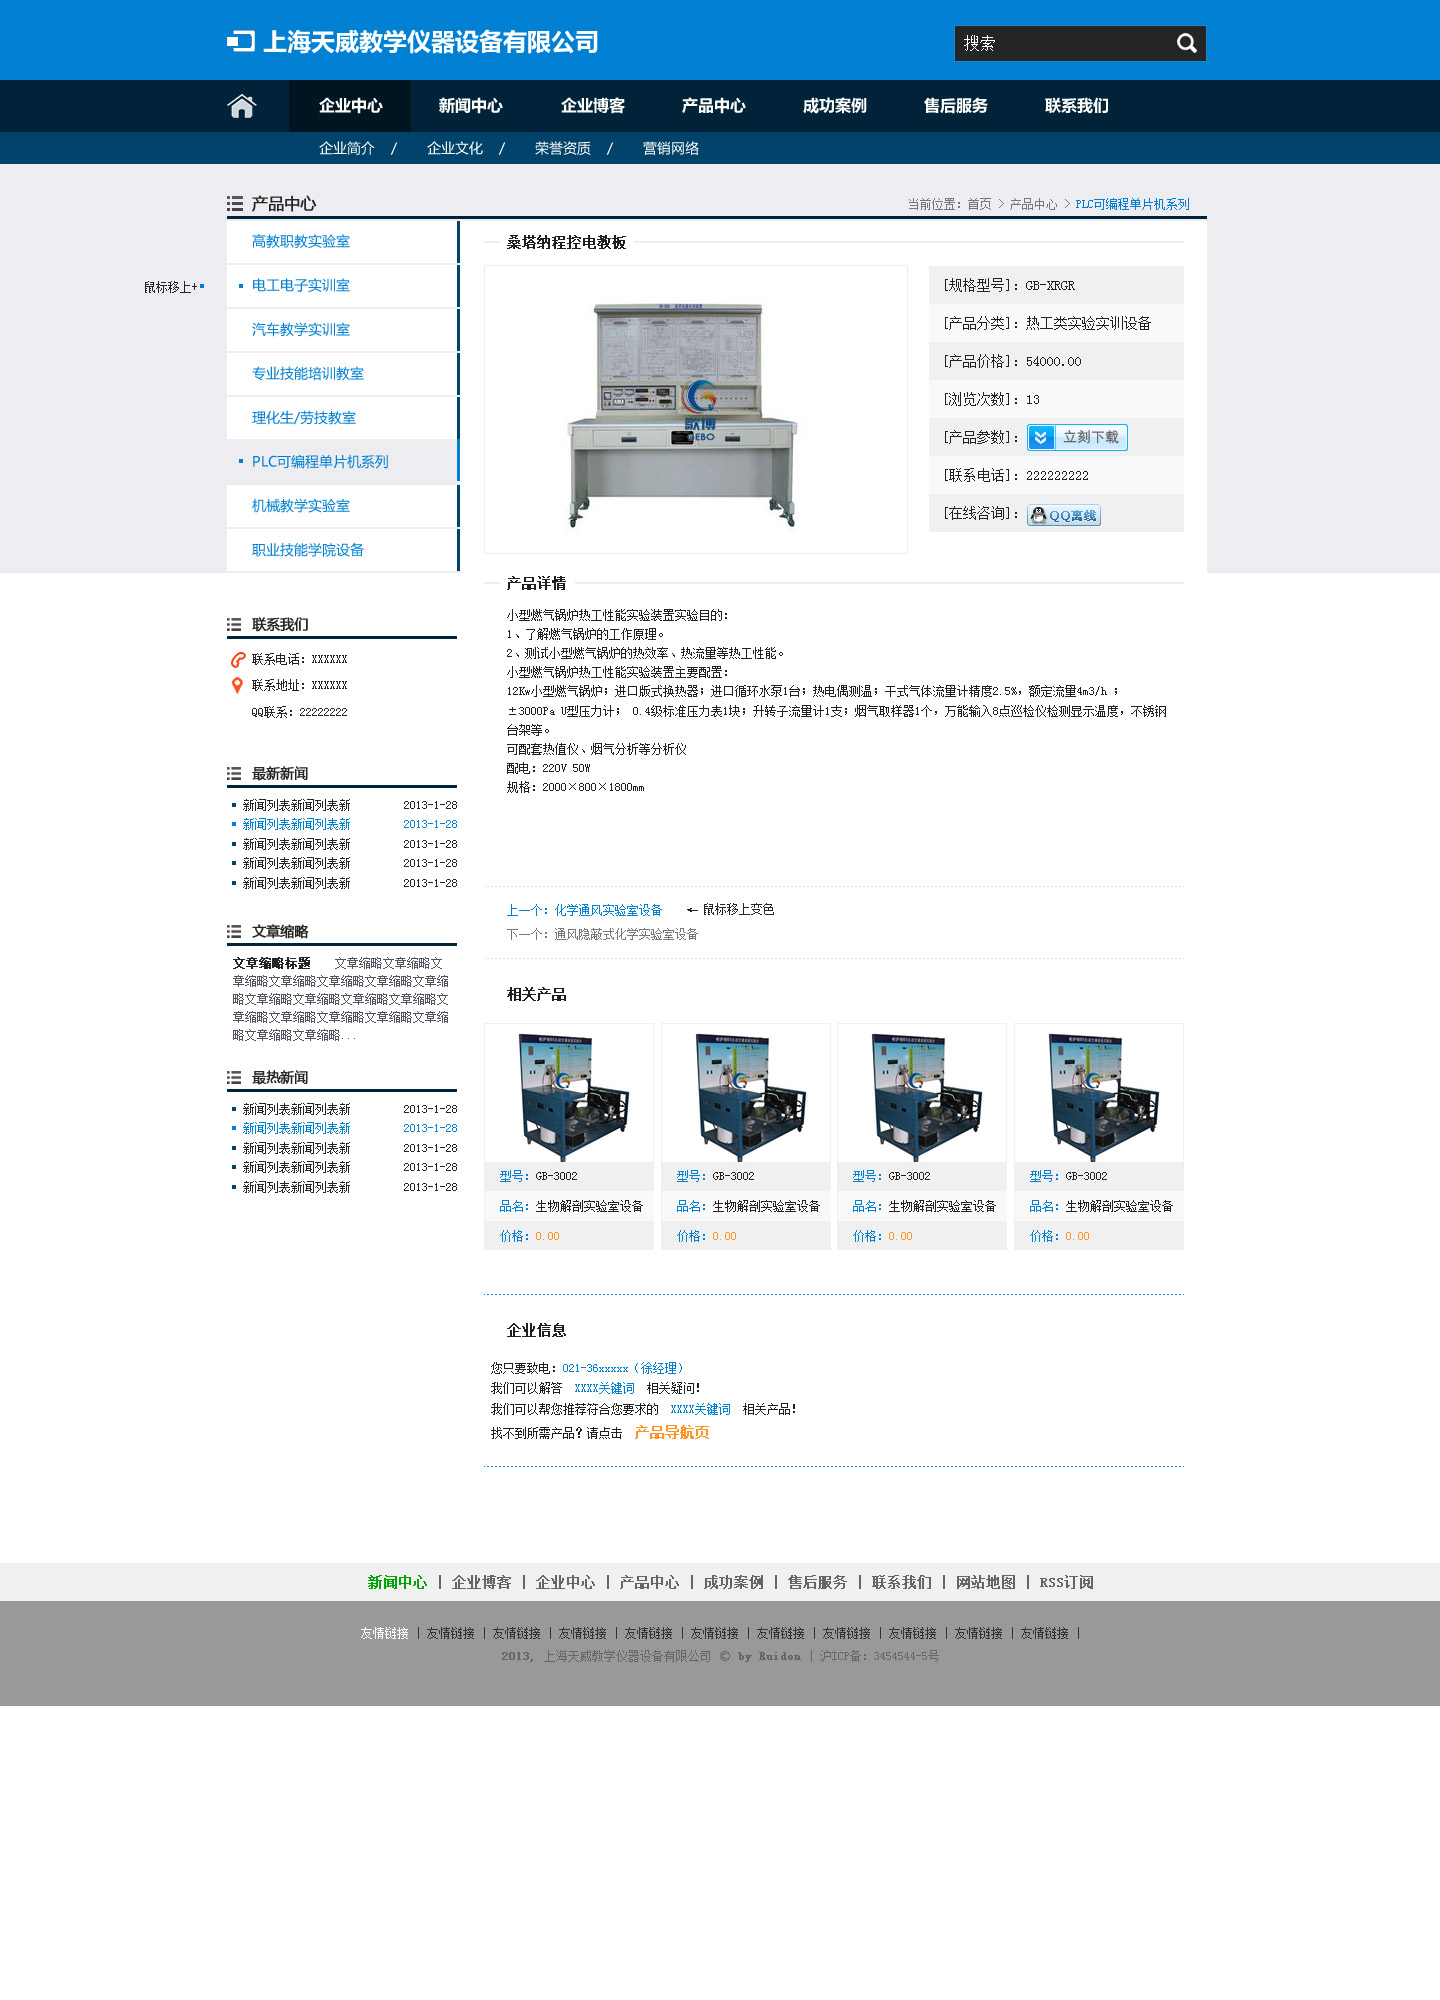 上海天威教学仪器设备有限公司
搜索
企业中心 新闻中心 企业博客 产品中心 成功案例 售后服务 联系我们
企业简介 / 企业文化 / 荣誉资质 / 营销网络
产品中心
当前位置：首页 > 产品中心 > PLC可编程单片机系列
高教职教实验室
鼠标移上+
电工电子实训室
汽车教学实训室
专业技能培训教室
理化生/劳技教室
PLC可编程单片机系列
机械教学实验室
职业技能学院设备
桑塔纳程控电教板
歌博
GEBO
[规格型号]：GB-XRGR
[产品分类]：热工类实验实训设备
[产品价格]：54000.00
[浏览次数]：13
[产品参数]：立刻下载
[联系电话]：222222222
[在线咨询]：QQ离线
联系我们
联系电话：XXXXXX
联系地址：XXXXXX
QQ联系：22222222
最新新闻
新闻列表新闻列表新 2013-1-28
新闻列表新闻列表新 2013-1-28
新闻列表新闻列表新 2013-1-28
新闻列表新闻列表新 2013-1-28
新闻列表新闻列表新 2013-1-28
文章缩略
文章缩略标题 文章缩略文章缩略文
章缩略文章缩略文章缩略文章缩略文章缩
略文章缩略文章缩略文章缩略文章缩略文
章缩略文章缩略文章缩略文章缩略文章缩
略文章缩略文章缩略...
最热新闻
新闻列表新闻列表新 2013-1-28
新闻列表新闻列表新 2013-1-28
新闻列表新闻列表新 2013-1-28
新闻列表新闻列表新 2013-1-28
新闻列表新闻列表新 2013-1-28
产品详情
小型燃气锅炉热工性能实验装置实验目的：
1、了解燃气锅炉的工作原理。
2、测试小型燃气锅炉的热效率、热流量等热工性能。
小型燃气锅炉热工性能实验装置主要配置：
12Kw小型燃气锅炉；进口版式换热器；进口循环水泵1台；热电偶测温；干式气体流量计精度2.5%，额定流量4m3/h ；
±3000Pa U型压力计； 0.4级标准压力表1块；升转子流量计1支；烟气取样器1个，万能输入8点巡检仪检测显示温度，不锈钢
台架等。
可配套热值仪、烟气分析等分析仪
配电：220V 50W
规格：2000×800×1800mm
上一个：化学通风实验室设备 ← 鼠标移上变色
下一个：通风隐蔽式化学实验室设备
相关产品
型号：GB-3002 型号：GB-3002 型号：GB-3002 型号：GB-3002
品名：生物解剖实验室设备 品名：生物解剖实验室设备 品名：生物解剖实验室设备 品名：生物解剖实验室设备
价格：0.00 价格：0.00 价格：0.00 价格：0.00
企业信息
您只要致电：021-36xxxxx（徐经理）
我们可以解答 XXXX关键词 相关疑问！
我们可以帮您推荐符合您要求的 XXXX关键词 相关产品！
找不到所需产品？请点击 产品导航页
新闻中心 | 企业博客 | 企业中心 | 产品中心 | 成功案例 | 售后服务 | 联系我们 | 网站地图 | RSS订阅
友情链接 | 友情链接 | 友情链接 | 友情链接 | 友情链接 | 友情链接 | 友情链接 | 友情链接 | 友情链接 | 友情链接 | 友情链接 |
2013, 上海天威教学仪器设备有限公司 © by Ruidon | 沪ICP备：3454544-5号